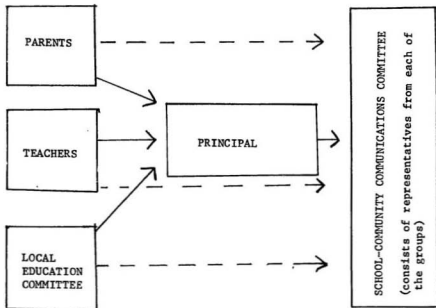 PARENTS
TEACHERS
PRINCIPAL
LOCAL
EDUCATION
COMMITTEE
SCHOOL-COMMUNITY COMMUNICATIONS COMMITTEE
(consists of representatives from each of
the groups)